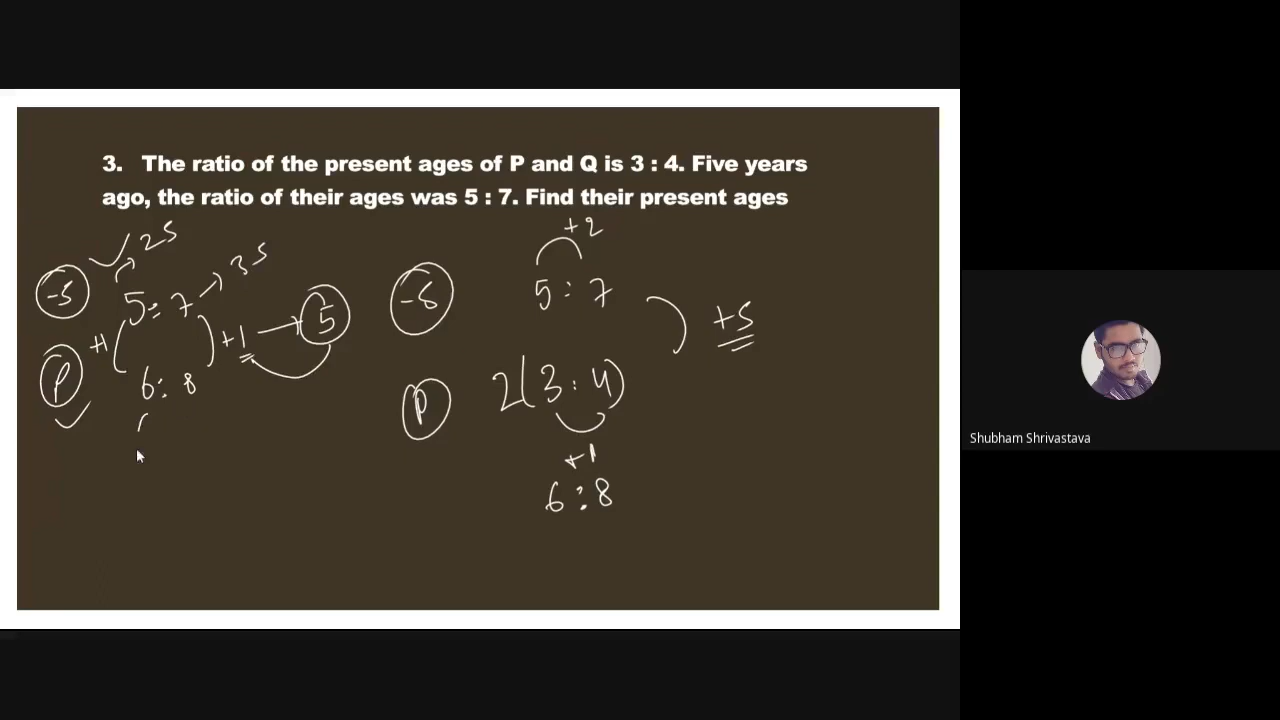 3. The ratio of the present ages of P and Q is 3 : 4. Five years
ago, the ratio of their ages was 5 : 7. Find their present ages
25
35
-5
5 : 7
+1
+1
5
P
6 : 8
+2
-5
5 : 7
+5
P
2(3 : 4)
+1
6 : 8
Shubham Shrivastava